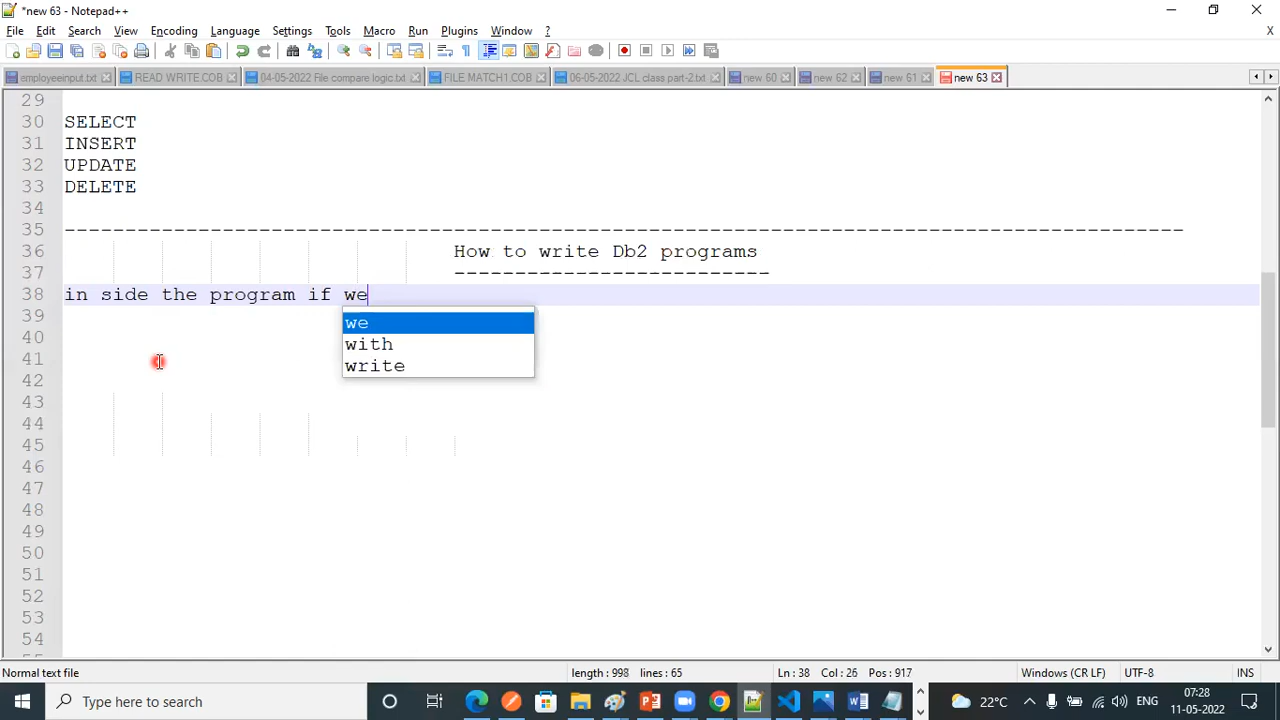 *new 63 - Notepad++
File Edit Search View Encoding Language Settings Tools Macro Run Plugins Window ? X
employeeinput.txt READ WRITE.COB 04-05-2022 File compare logic.txt FILE MATCH1.COB 06-05-2022 JCL class part-2.txt new 60 new 62 new 61 new 63
29
30 SELECT
31 INSERT
32 UPDATE
33 DELETE
34
35 --------------------------------------------------------------------------------------------
36 How to write Db2 programs
37 --------------------------
38 in side the program if we
39
we
40
with
41
write
42
43
44
45
46
47
48
49
50
51
52
53
54
Normal text file length : 998 lines : 65 Ln : 38 Col : 26 Pos : 917 Windows (CR LF) UTF-8 INS
Type here to search 22°C ENG 07:28
11-05-2022